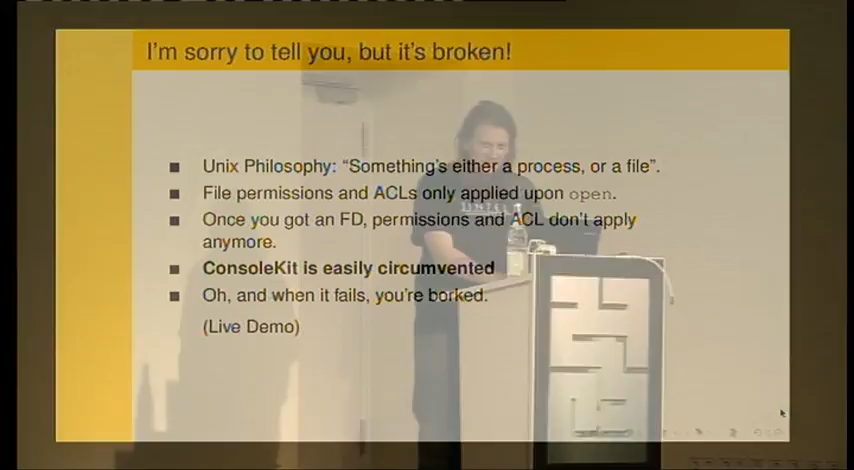 I'm sorry to tell you, but it's broken!
Unix Philosophy: “Something's either a process, or a file”.
File permissions and ACLs only applied upon open.
Once you got an FD, permissions and ACL don't apply
anymore.
ConsoleKit is easily circumvented
Oh, and when it fails, you're borked.
(Live Demo)